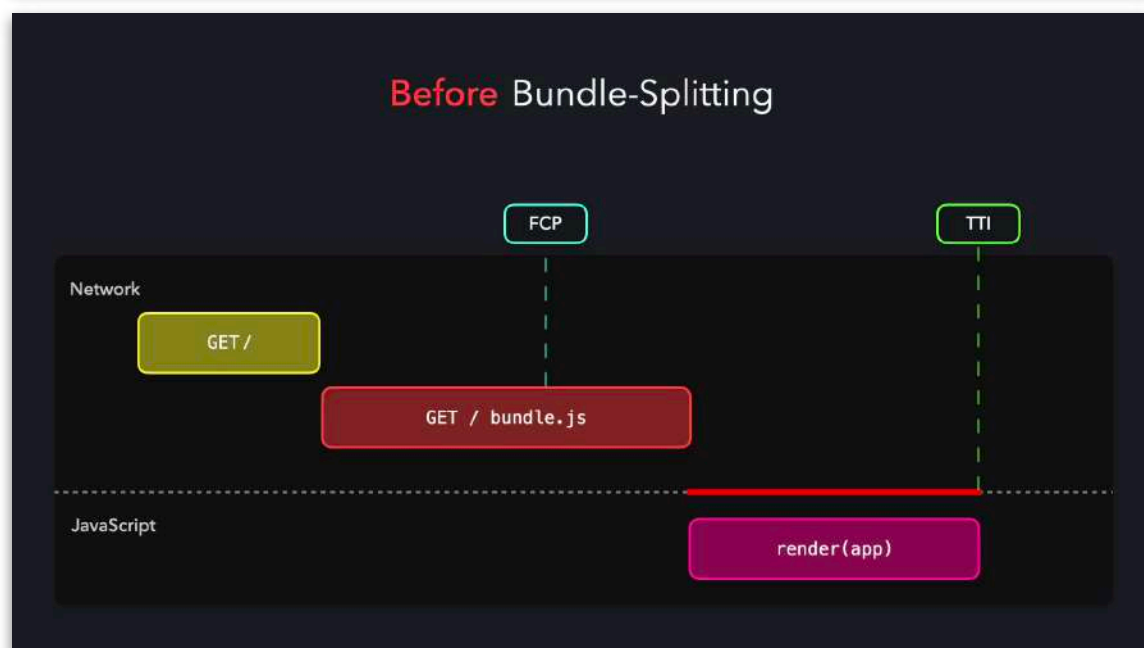 Before Bundle-Splitting
FCP
TTI
Network
GET /
GET / bundle.js
JavaScript
render(app)